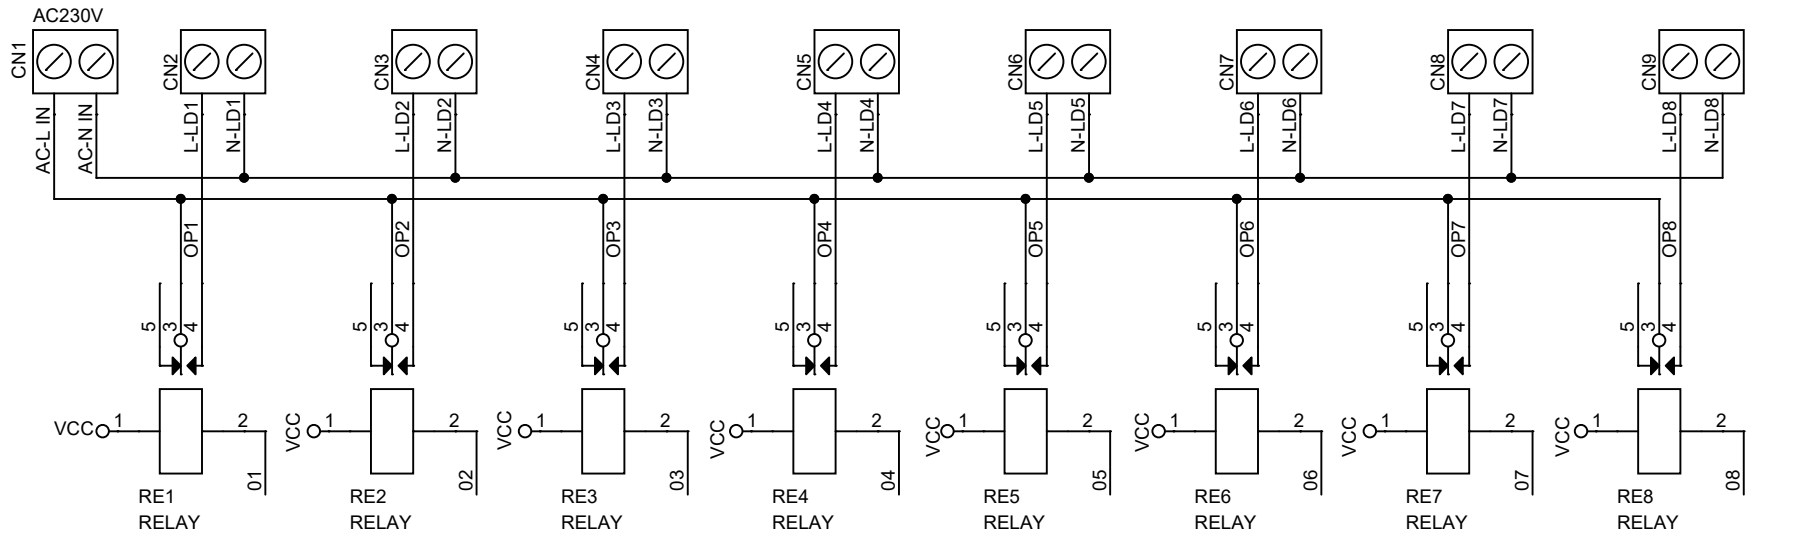 AC230V
CN1
CN2
CN3
CN4
CN5
CN6
CN7
CN8
CN9
AC-L IN
AC-N IN
L-LD1
N-LD1
L-LD2
N-LD2
L-LD3
N-LD3
L-LD4
N-LD4
L-LD5
N-LD5
L-LD6
N-LD6
L-LD7
N-LD7
L-LD8
N-LD8
OP1
OP2
OP3
OP4
OP5
OP6
OP7
OP8
5 3 4
5 3 4
5 3 4
5 3 4
5 3 4
5 3 4
5 3 4
5 3 4
VCC 1 2 01
VCC 1 2 02
VCC 1 2 03
VCC 1 2 04
VCC 1 2 05
VCC 1 2 06
VCC 1 2 07
VCC 1 2 08
RE1
RELAY
RE2
RELAY
RE3
RELAY
RE4
RELAY
RE5
RELAY
RE6
RELAY
RE7
RELAY
RE8
RELAY